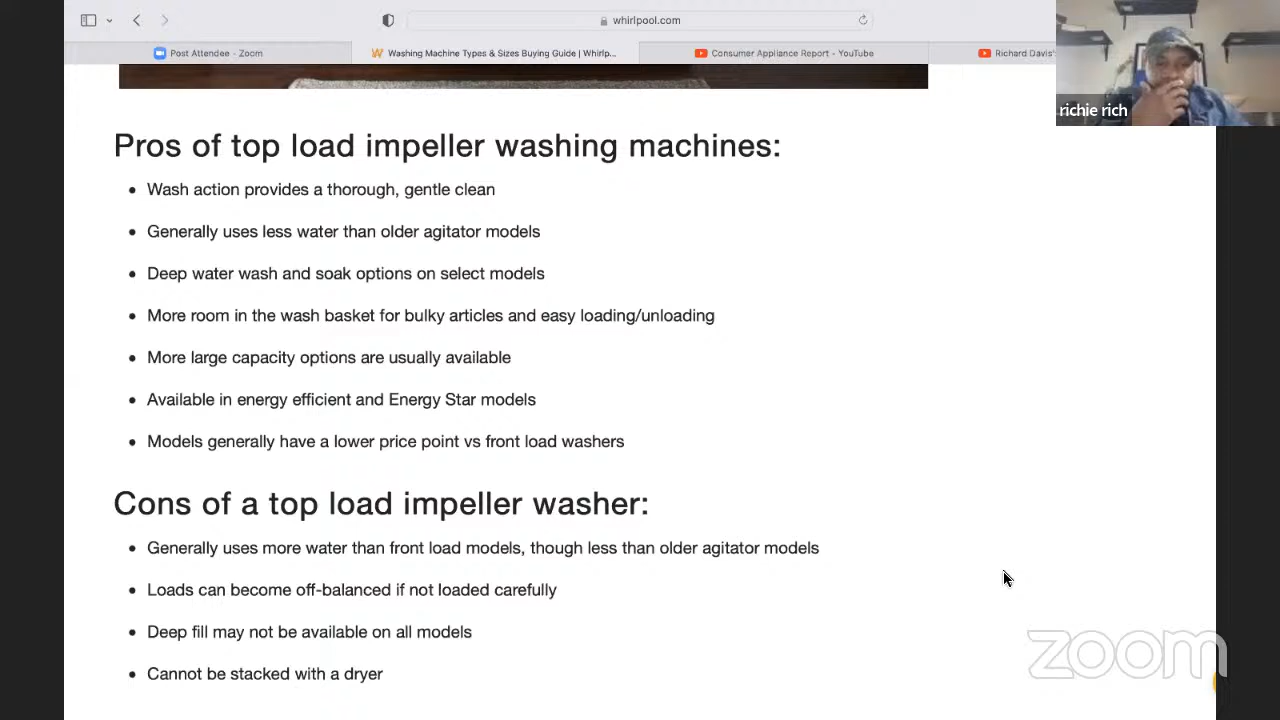 whirlpool.com
Post Attendee - Zoom
Washing Machine Types & Sizes Buying Guide | Whirlp...
Consumer Appliance Report - YouTube
Richard Davis'
richie rich
Pros of top load impeller washing machines:
• Wash action provides a thorough, gentle clean
• Generally uses less water than older agitator models
• Deep water wash and soak options on select models
• More room in the wash basket for bulky articles and easy loading/unloading
• More large capacity options are usually available
• Available in energy efficient and Energy Star models
• Models generally have a lower price point vs front load washers
Cons of a top load impeller washer:
• Generally uses more water than front load models, though less than older agitator models
• Loads can become off-balanced if not loaded carefully
• Deep fill may not be available on all models
• Cannot be stacked with a dryer
zoom